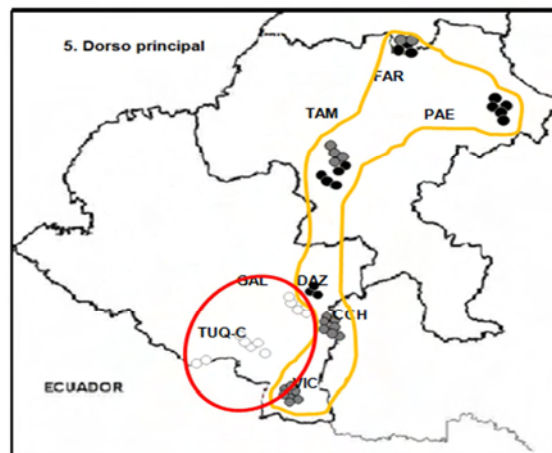 5. Dorso principal
FAR
TAM
PAE
GAL DAZ
CCH
TUQ-C
VIC
ECUADOR